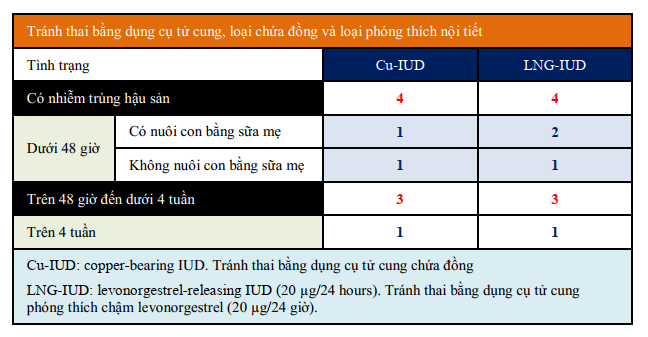 Tránh thai bằng dụng cụ tử cung, loại chứa đồng và loại phóng thích nội tiết
Tình trạng Cu-IUD LNG-IUD
Có nhiễm trùng hậu sản 4 4
Dưới 48 giờ Có nuôi con bằng sữa mẹ 1 2
Không nuôi con bằng sữa mẹ 1 1
Trên 48 giờ đến dưới 4 tuần 3 3
Trên 4 tuần 1 1
Cu-IUD: copper-bearing IUD. Tránh thai bằng dụng cụ tử cung chứa đồng
LNG-IUD: levonorgestrel-releasing IUD (20 µg/24 hours). Tránh thai bằng dụng cụ tử cung
phóng thích chậm levonorgestrel (20 µg/24 giờ).